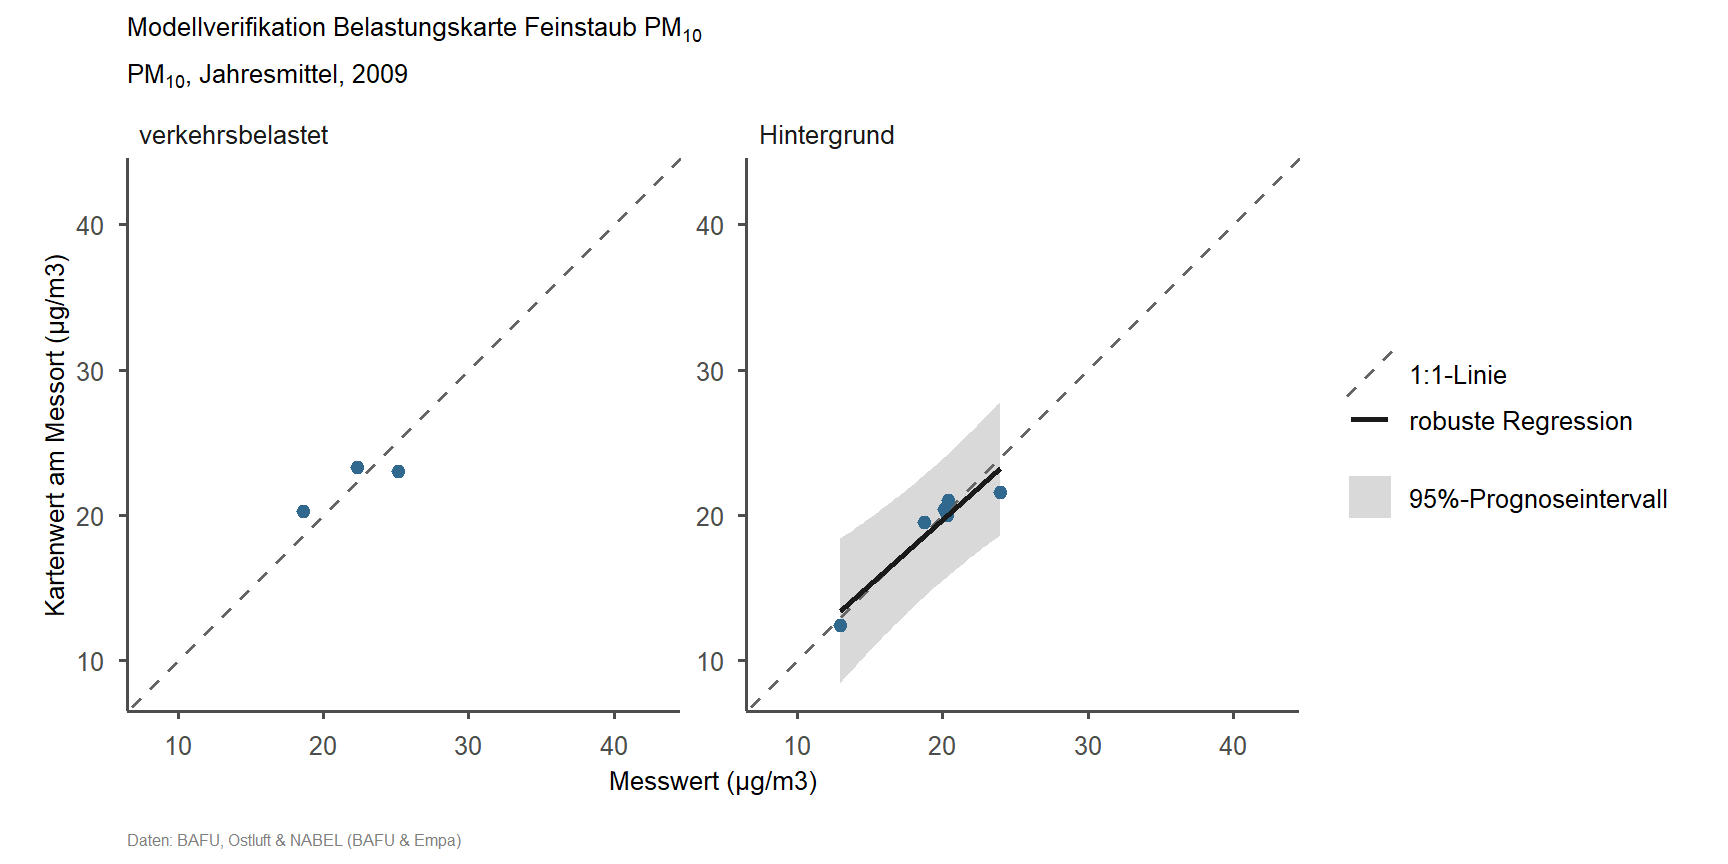 Modellverifikation Belastungskarte Feinstaub PM10
PM10, Jahresmittel, 2009
verkehrsbelastet
Hintergrund
Kartenwert am Messort (µg/m3)
40
30
20
10
40
30
20
10
10 20 30 40
10 20 30 40
Messwert (µg/m3)
1:1-Linie
robuste Regression
95%-Prognoseintervall
Daten: BAFU, Ostluft & NABEL (BAFU & Empa)